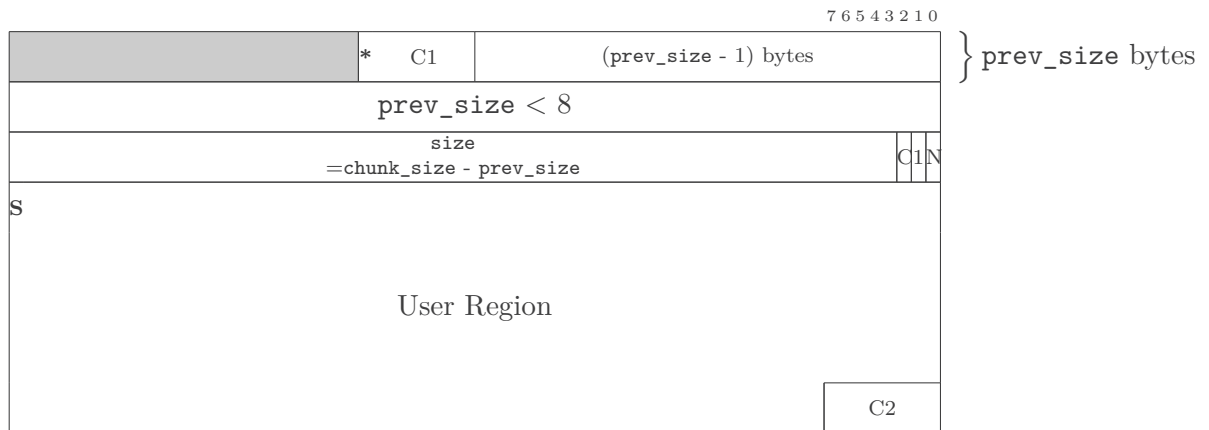 7 6 5 4 3 2 1 0
* C1 (prev_size - 1) bytes } prev_size bytes
prev_size < 8
size
=chunk_size - prev_size C 1 N
S
User Region
C2